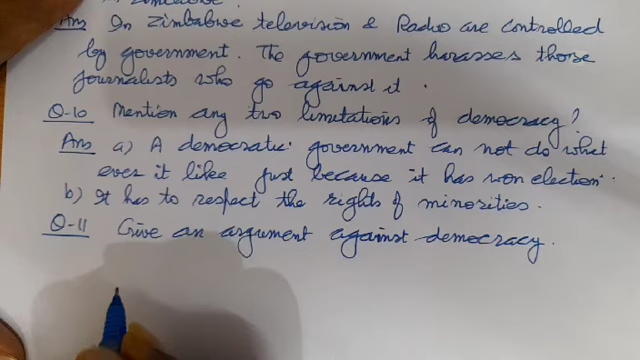 Ans In Zimbabwe television & Radio are controlled
by government. The government harasses those
journalists who go against it.
Q-10 Mention any two limitations of democracy?
Ans a) A democratic government can not do what
ever it like just because it has won election.
b) It has to respect the rights of minorities.
Q-11 Give an argument against democracy.